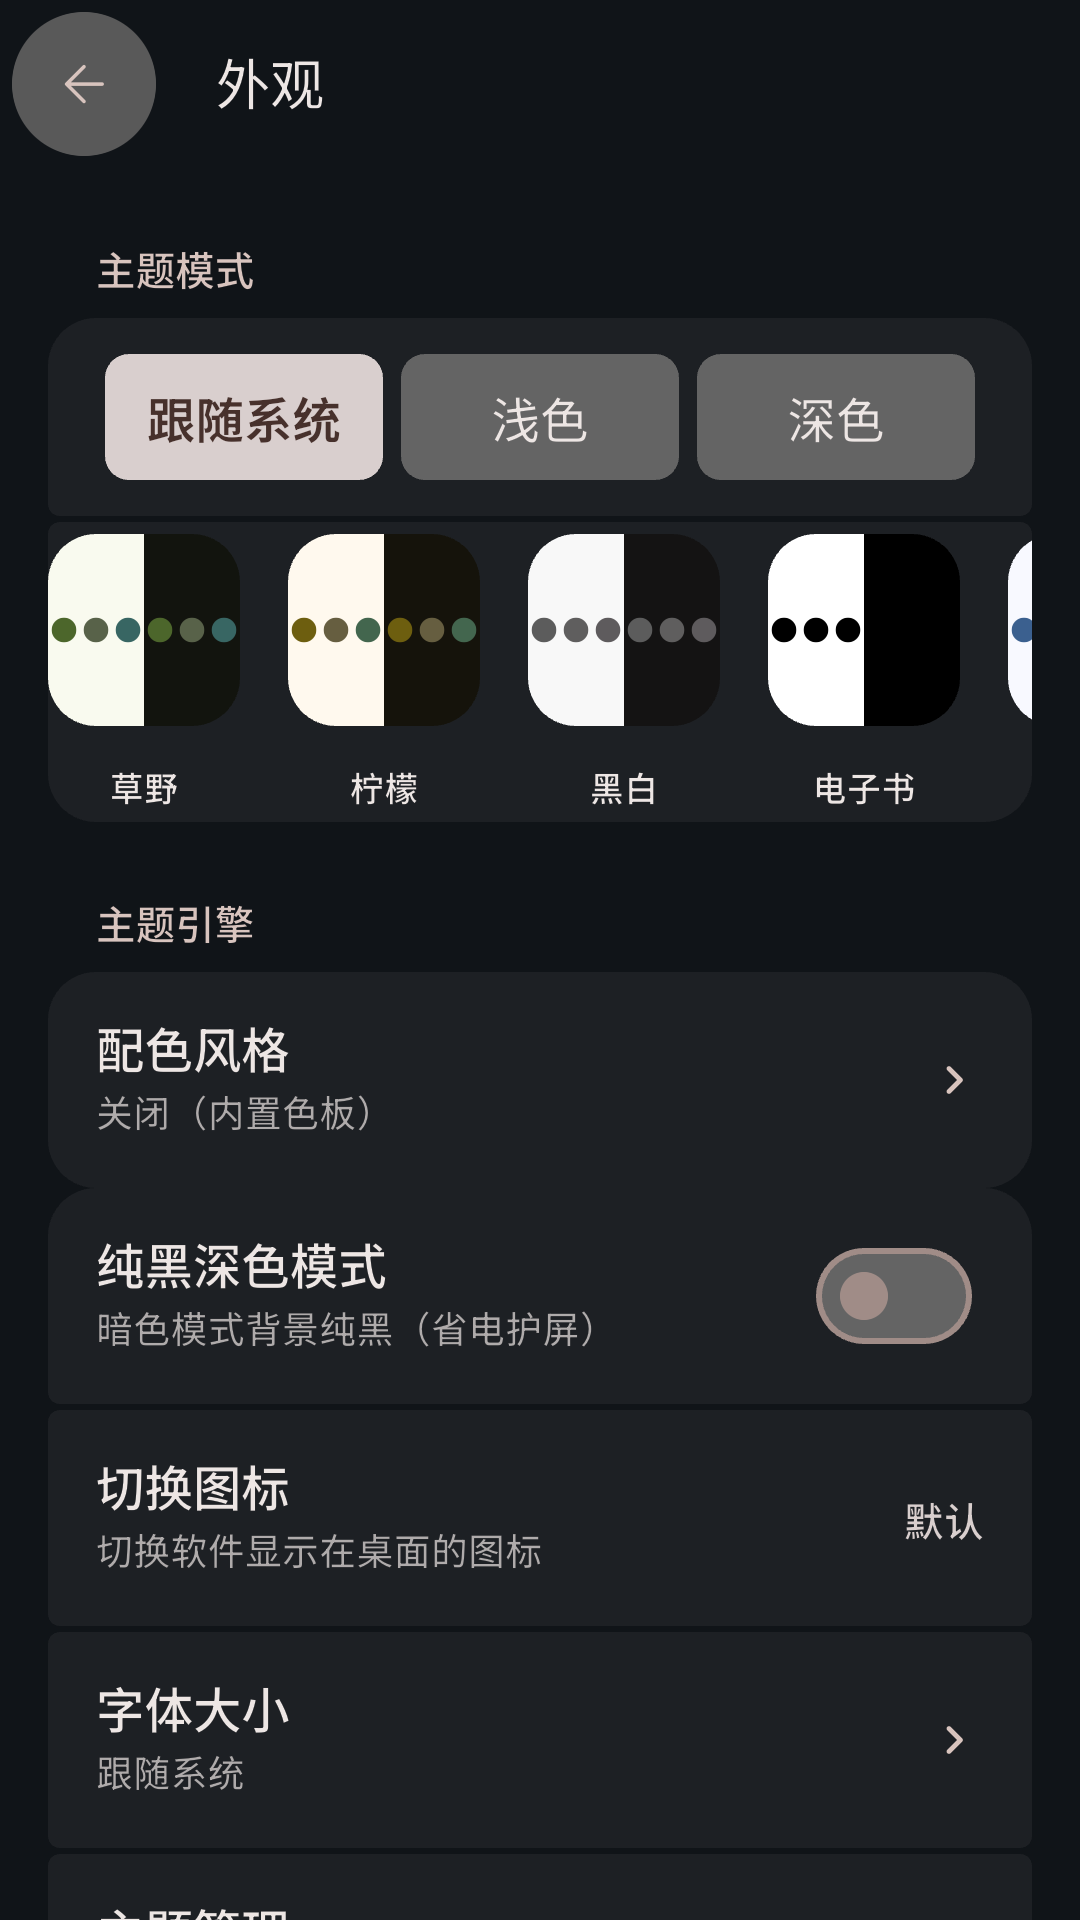 外观
主题模式
跟随系统
浅色
深色
草野
柠檬
黑白
电子书
主题引擎
配色风格
关闭（内置色板）
纯黑深色模式
暗色模式背景纯黑（省电护屏）
切换图标
切换软件显示在桌面的图标
默认
字体大小
跟随系统
主题管理